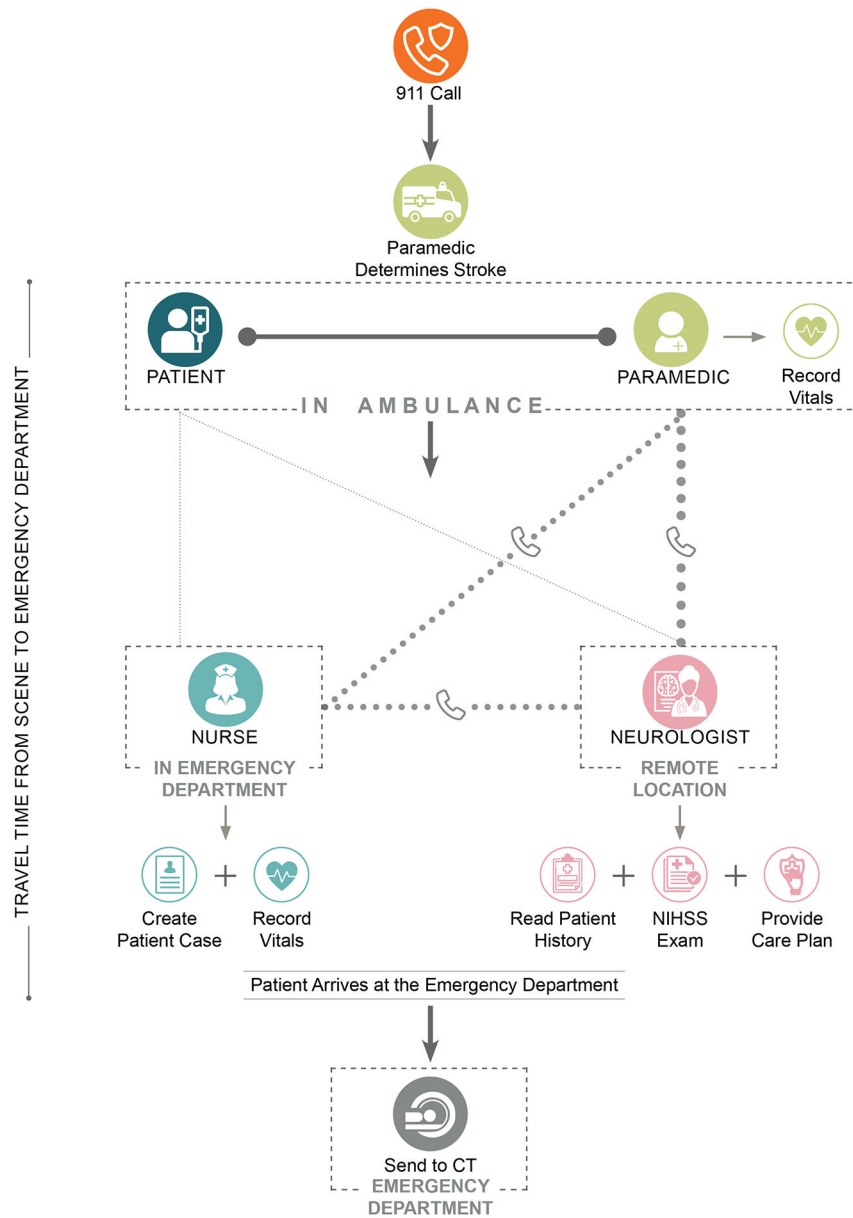 911 Call
Paramedic
Determines Stroke
PATIENT
PARAMEDIC
Record
Vitals
IN AMBULANCE
TRAVEL TIME FROM SCENE TO EMERGENCY DEPARTMENT
NURSE
IN EMERGENCY
DEPARTMENT
NEUROLOGIST
REMOTE
LOCATION
Create
Patient Case
+
Record
Vitals
Read Patient
History
+
NIHSS
Exam
+
Provide
Care Plan
Patient Arrives at the Emergency Department
Send to CT
EMERGENCY
DEPARTMENT